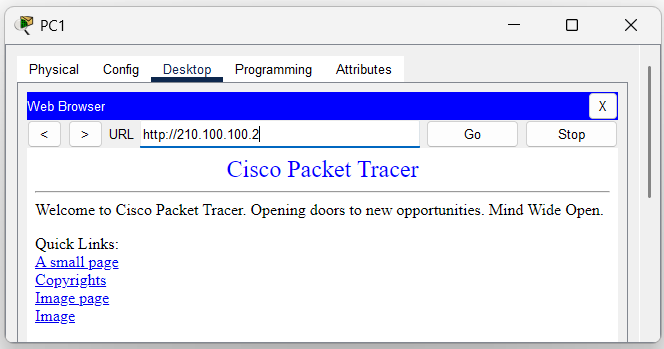 PC1
Physical Config Desktop Programming Attributes
Web Browser X
< > URL http://210.100.100.2 Go Stop
Cisco Packet Tracer
Welcome to Cisco Packet Tracer. Opening doors to new opportunities. Mind Wide Open.
Quick Links:
A small page
Copyrights
Image page
Image